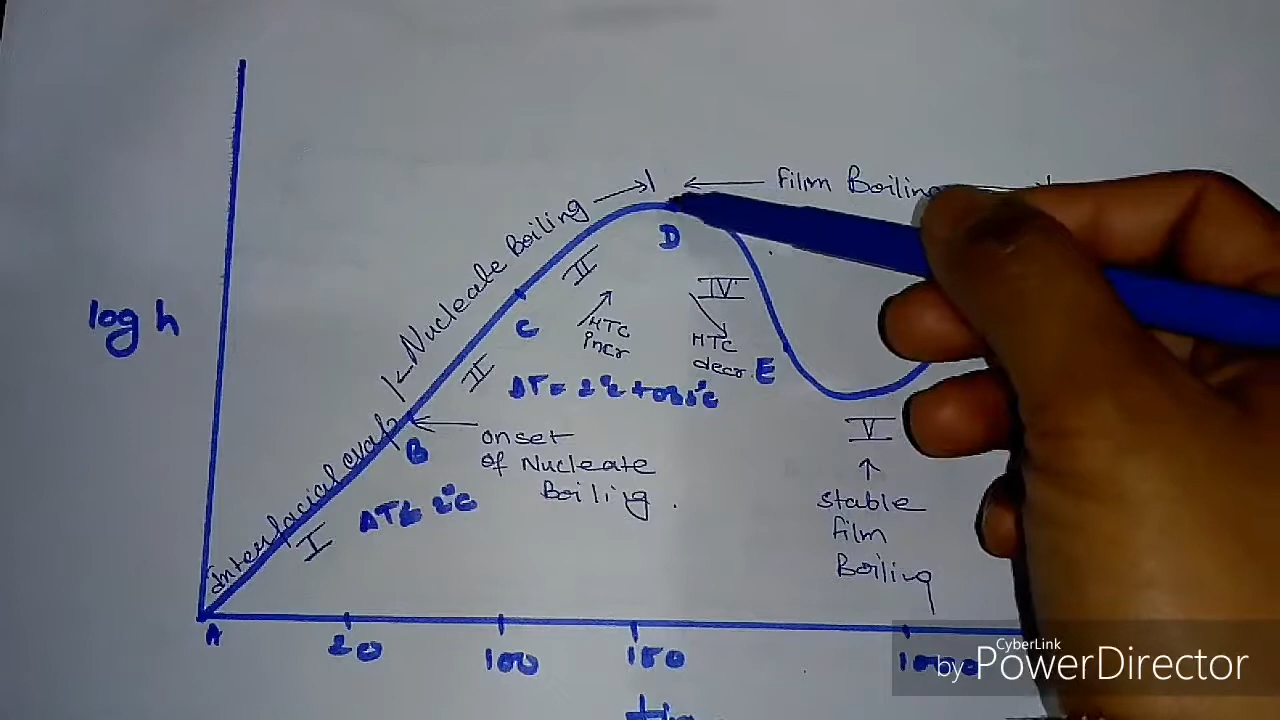 Film Boiling
Nucleate Boiling
D
II
IV
log h
C
HTC
incr
HTC
decr.
E
II
Interfacial evap
B
onset
of Nucleate
Boiling.
V
Stable
film
Boiling
I
A
20
100
150
CyberLink
by PowerDirector